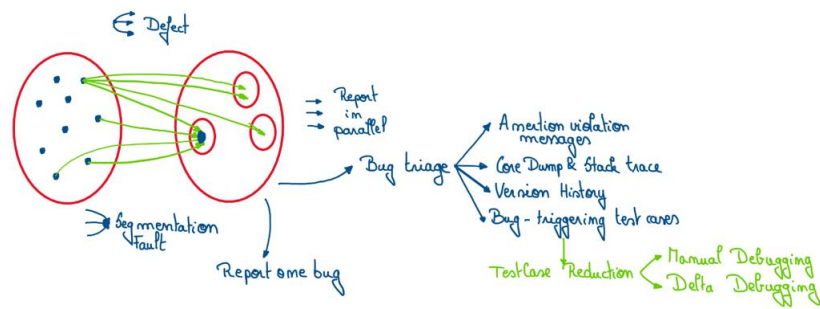 Defect
Report
in
parallel
Bug triage
Assertion violation
messages
Core Dump & Stack trace
Version History
Bug-triggering test cases
Segmentation
Fault
Report one bug
TestCase Reduction
Manual Debugging
Delta Debugging